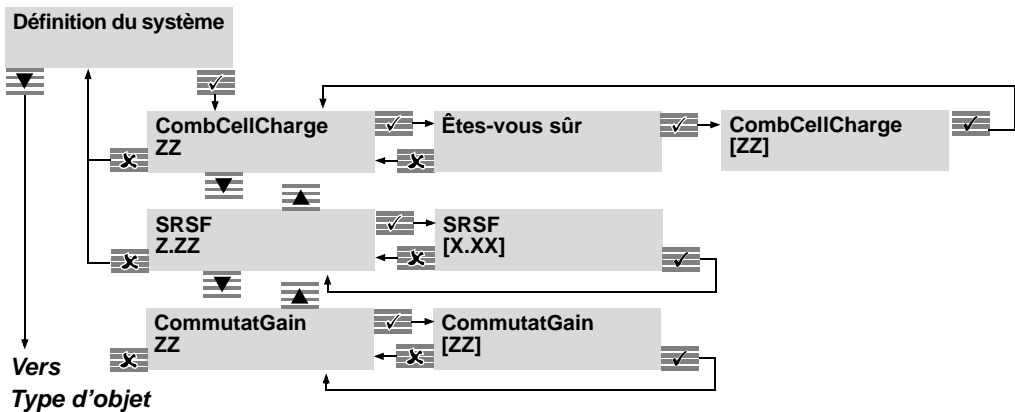 Définition du système
CombCellCharge
ZZ
Êtes-vous sûr
CombCellCharge
[ZZ]
SRSF
Z.ZZ
SRSF
[X.XX]
CommutatGain
ZZ
CommutatGain
[ZZ]
Vers
Type d'objet